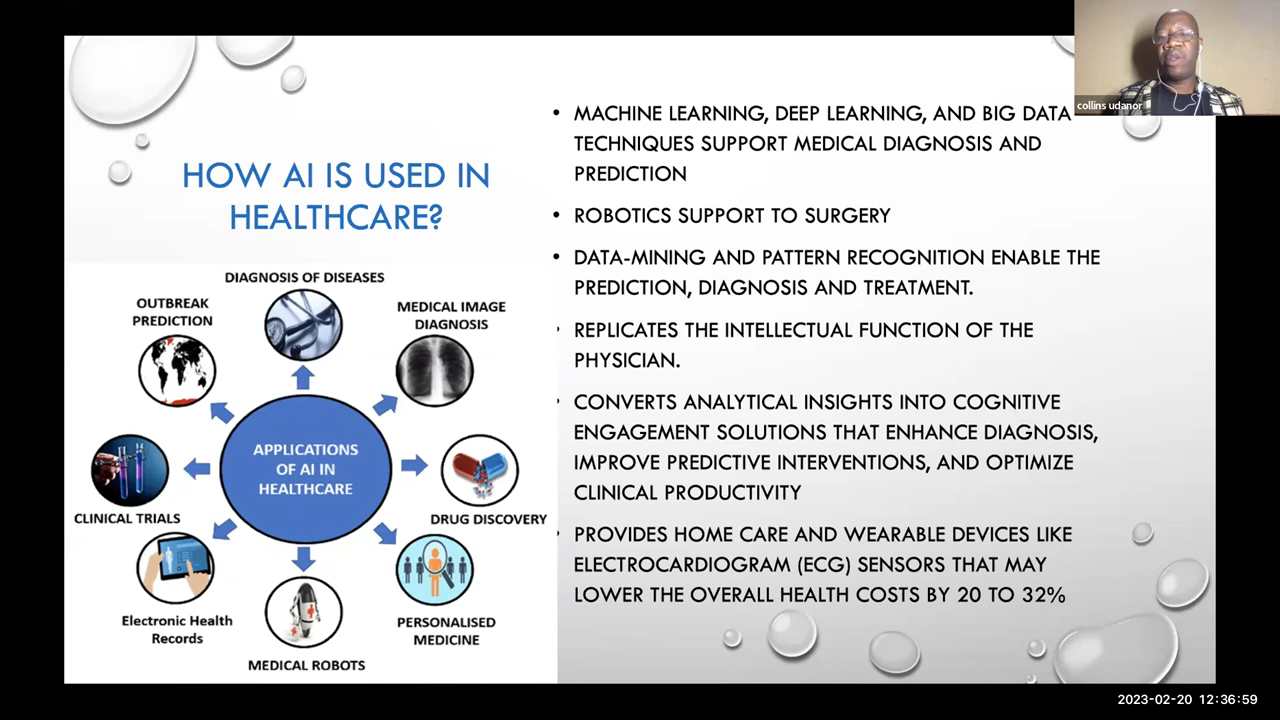 collins udanor
HOW AI IS USED IN
HEALTHCARE?
• MACHINE LEARNING, DEEP LEARNING, AND BIG DATA
TECHNIQUES SUPPORT MEDICAL DIAGNOSIS AND
PREDICTION
• ROBOTICS SUPPORT TO SURGERY
• DATA-MINING AND PATTERN RECOGNITION ENABLE THE
PREDICTION, DIAGNOSIS AND TREATMENT.
• REPLICATES THE INTELLECTUAL FUNCTION OF THE
PHYSICIAN.
• CONVERTS ANALYTICAL INSIGHTS INTO COGNITIVE
ENGAGEMENT SOLUTIONS THAT ENHANCE DIAGNOSIS,
IMPROVE PREDICTIVE INTERVENTIONS, AND OPTIMIZE
CLINICAL PRODUCTIVITY
• PROVIDES HOME CARE AND WEARABLE DEVICES LIKE
ELECTROCARDIOGRAM (ECG) SENSORS THAT MAY
LOWER THE OVERALL HEALTH COSTS BY 20 TO 32%
DIAGNOSIS OF DISEASES
OUTBREAK
PREDICTION
MEDICAL IMAGE
DIAGNOSIS
APPLICATIONS
OF AI IN
HEALTHCARE
CLINICAL TRIALS
DRUG DISCOVERY
Electronic Health
Records
PERSONALISED
MEDICINE
MEDICAL ROBOTS
2023-02-20 12:36:59